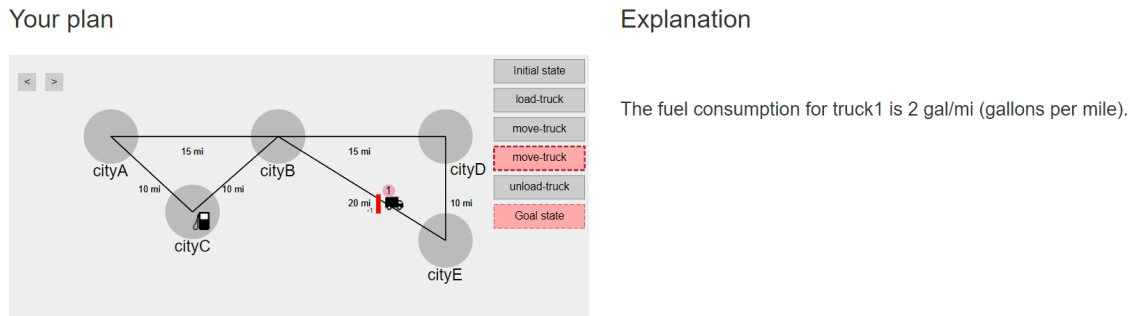 Your plan
Explanation
< >
Initial state
load-truck
move-truck
move-truck
unload-truck
Goal state
The fuel consumption for truck1 is 2 gal/mi (gallons per mile).
15 mi
15 mi
cityA
cityB
cityD
10 mi
10 mi
1
20 mi
-1
10 mi
cityC
cityE